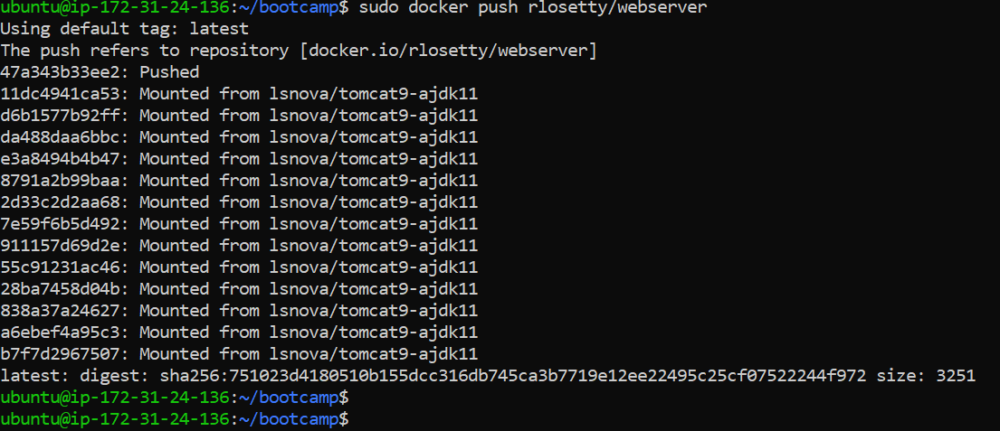 ubuntu@ip-172-31-24-136:~/bootcamp$ sudo docker push rlosetty/webserver
Using default tag: latest
The push refers to repository [docker.io/rlosetty/webserver]
47a343b33ee2: Pushed
11dc4941ca53: Mounted from lsnova/tomcat9-ajdk11
d6b1577b92ff: Mounted from lsnova/tomcat9-ajdk11
da488daa6bbc: Mounted from lsnova/tomcat9-ajdk11
e3a8494b4b47: Mounted from lsnova/tomcat9-ajdk11
8791a2b99baa: Mounted from lsnova/tomcat9-ajdk11
2d33c2d2aa68: Mounted from lsnova/tomcat9-ajdk11
7e59f6b5d492: Mounted from lsnova/tomcat9-ajdk11
911157d69d2e: Mounted from lsnova/tomcat9-ajdk11
55c91231ac46: Mounted from lsnova/tomcat9-ajdk11
28ba7458d04b: Mounted from lsnova/tomcat9-ajdk11
838a37a24627: Mounted from lsnova/tomcat9-ajdk11
a6ebef4a95c3: Mounted from lsnova/tomcat9-ajdk11
b7f7d2967507: Mounted from lsnova/tomcat9-ajdk11
latest: digest: sha256:751023d4180510b155dcc316db745ca3b7719e12ee22495c25cf07522244f972 size: 3251
ubuntu@ip-172-31-24-136:~/bootcamp$
ubuntu@ip-172-31-24-136:~/bootcamp$